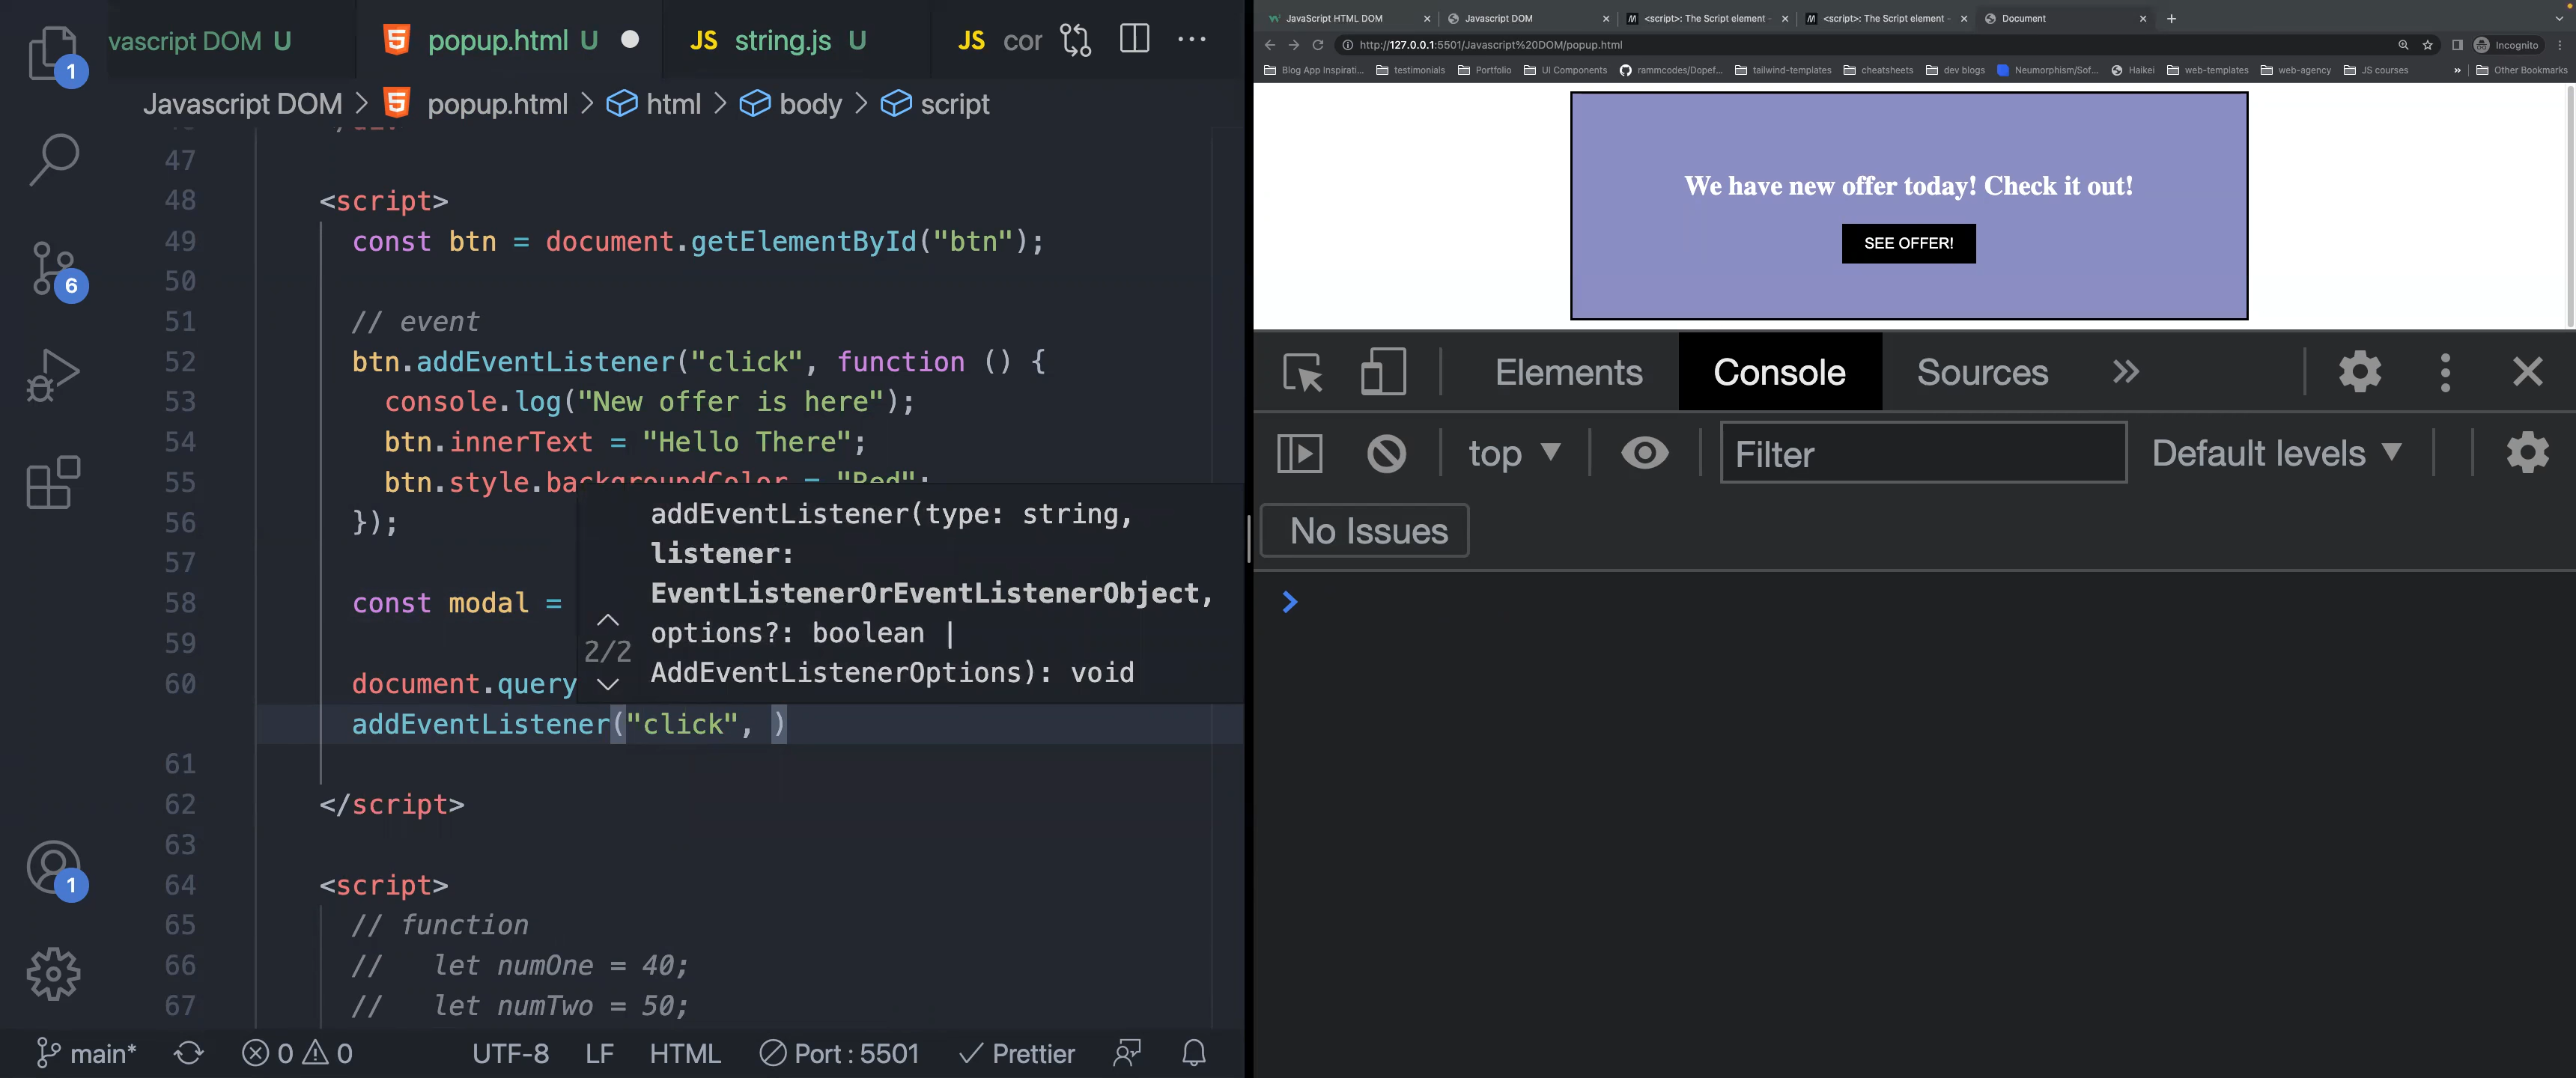 vascript DOM U
popup.html U
JS string.js U
JS cor
Javascript DOM > popup.html > html > body > script
47
48 <script>
49 const btn = document.getElementById("btn");
50
51 // event
52 btn.addEventListener("click", function () {
53 console.log("New offer is here");
54 btn.innerText = "Hello There";
55 btn.style.backgroundColor = "Red";
56 });
57
58 const modal =
59
60 document.query
addEventListener("click", )
61
62 </script>
63
64 <script>
65 // function
66 // let numOne = 40;
67 // let numTwo = 50;
addEventListener(type: string,
listener:
EventListenerOrEventListenerObject,
options?: boolean |
AddEventListenerOptions): void
2/2
1
6
1
main* 0 0 UTF-8 LF HTML Port : 5501 Prettier
JavaScript HTML DOM
Javascript DOM
<script>: The Script element -
<script>: The Script element -
Document
http://127.0.0.1:5501/Javascript%20DOM/popup.html
Incognito
Blog App Inspirati... testimonials Portfolio UI Components rammcodes/Dopef... tailwind-templates cheatsheets dev blogs Neumorphism/Sof... Haikei web-templates web-agency JS courses » Other Bookmarks
We have new offer today! Check it out!
SEE OFFER!
Elements Console Sources »
top Filter Default levels
No Issues